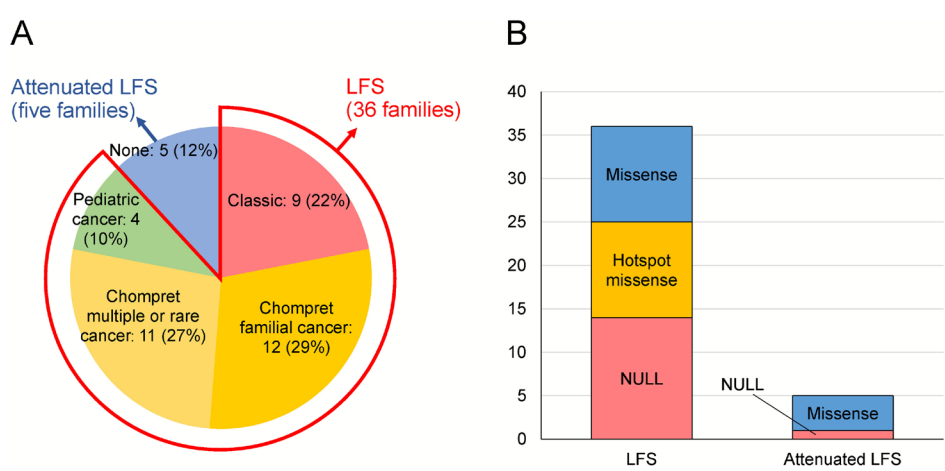 A
Attenuated LFS
(five families)
LFS
(36 families)
None: 5 (12%)
Classic: 9 (22%)
Pediatric
cancer: 4
(10%)
Chompret
multiple or rare
cancer: 11 (27%)
Chompret
familial cancer:
12 (29%)
B
40
35
30
25
20
15
10
5
0
Missense
Hotspot
missense
NULL
NULL
Missense
LFS
Attenuated LFS